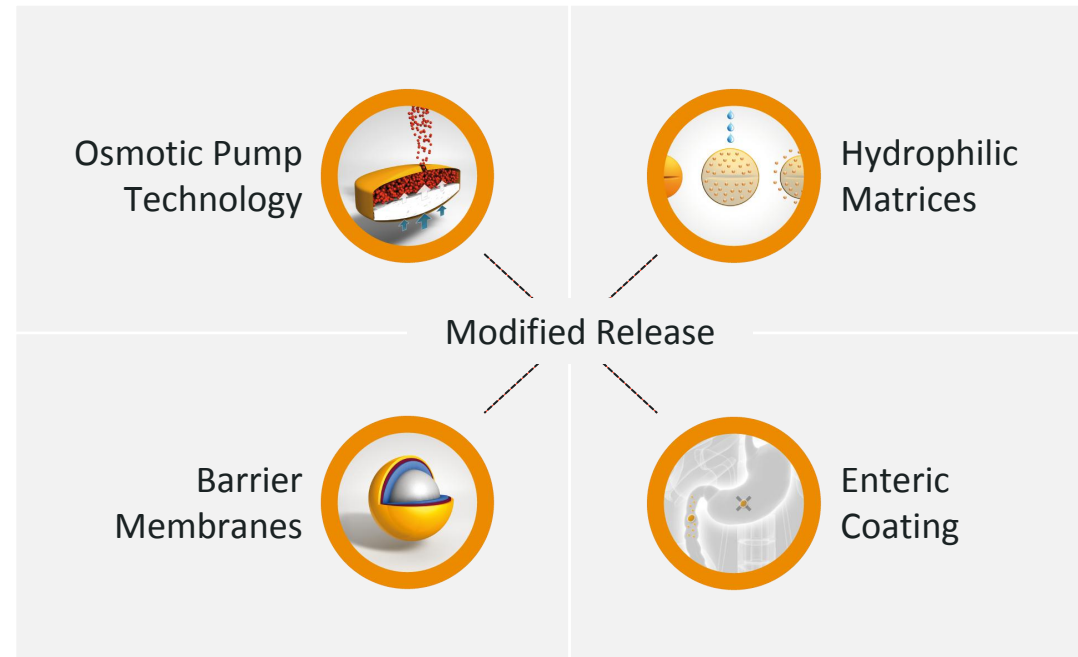 Osmotic Pump
Technology
Hydrophilic
Matrices
Modified Release
Barrier
Membranes
Enteric
Coating